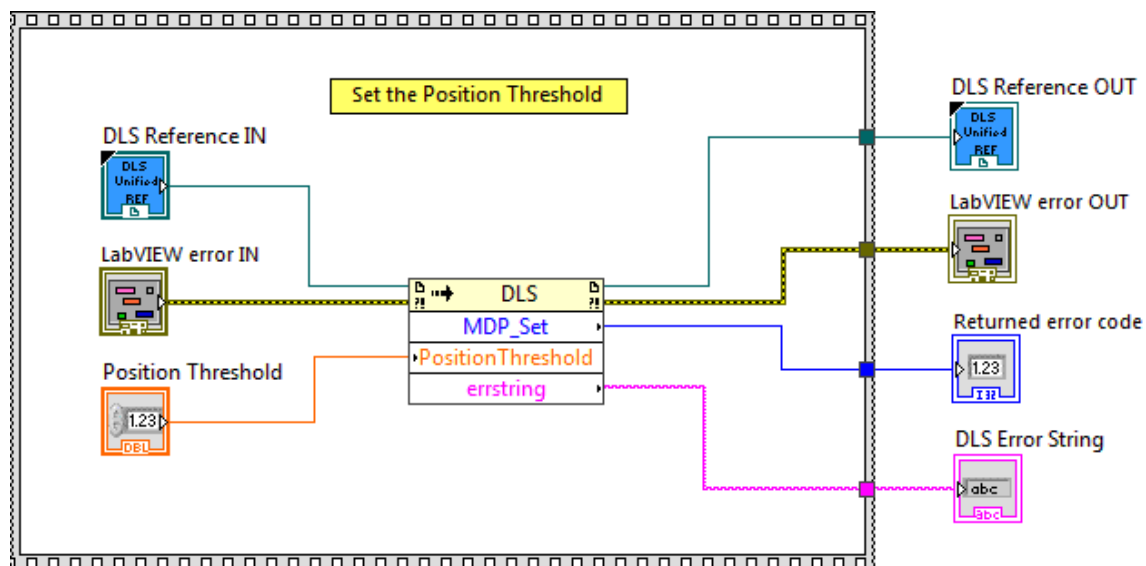 Set the Position Threshold
DLS Reference OUT
DLS
Unified
REF
DLS Reference IN
DLS
Unified
REF
LabVIEW error OUT
LabVIEW error IN
?! DLS ?!
MDP_Set
PositionThreshold
errstring
Returned error code
1.23
I32
Position Threshold
1.23
DBL
DLS Error String
abc
abc